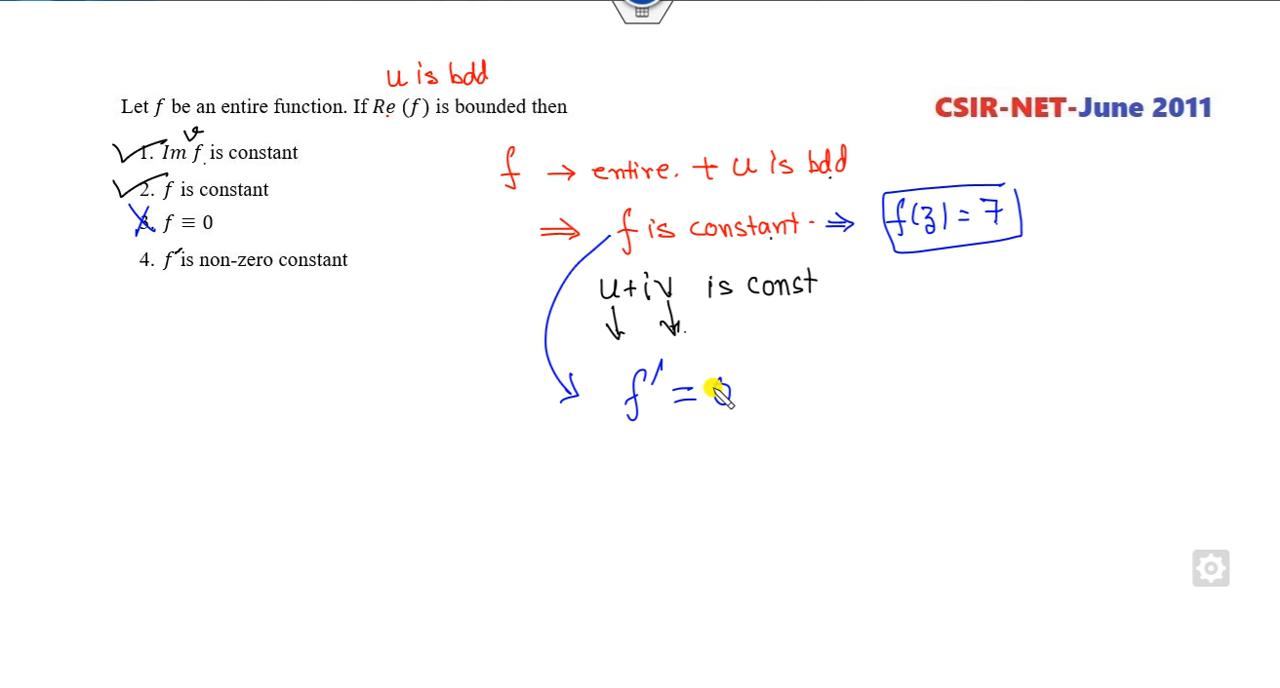 u is bdd
Let f be an entire function. If Re (f) is bounded then
CSIR-NET-June 2011
v
1. Im f is constant
2. f is constant
3. f ≡ 0
4. f' is non-zero constant
f → entire. + u is bdd
⇒ f is constant. ⇒ f(z) = 7
u+iv is const
↓ ↓
f' = 0